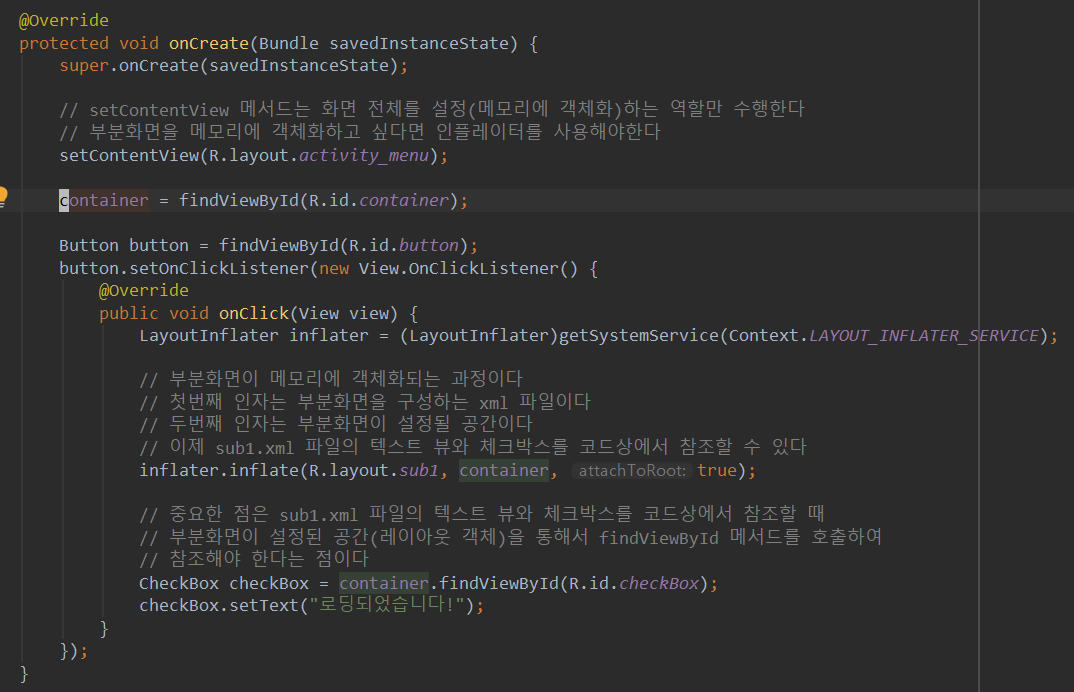 @Override
protected void onCreate(Bundle savedInstanceState) {
super.onCreate(savedInstanceState);
// setContentView 메서드는 화면 전체를 설정(메모리에 객체화)하는 역할만 수행한다
// 부분화면을 메모리에 객체화하고 싶다면 인플레이터를 사용해야한다
setContentView(R.layout.activity_menu);
container = findViewById(R.id.container);
Button button = findViewById(R.id.button);
button.setOnClickListener(new View.OnClickListener() {
@Override
public void onClick(View view) {
LayoutInflater inflater = (LayoutInflater)getSystemService(Context.LAYOUT_INFLATER_SERVICE);
// 부분화면이 메모리에 객체화되는 과정이다
// 첫번째 인자는 부분화면을 구성하는 xml 파일이다
// 두번째 인자는 부분화면이 설정될 공간이다
// 이제 sub1.xml 파일의 텍스트 뷰와 체크박스를 코드상에서 참조할 수 있다
inflater.inflate(R.layout.sub1, container, attachToRoot: true);
// 중요한 점은 sub1.xml 파일의 텍스트 뷰와 체크박스를 코드상에서 참조할 때
// 부분화면이 설정된 공간(레이아웃 객체)을 통해서 findViewById 메서드를 호출하여
// 참조해야 한다는 점이다
CheckBox checkBox = container.findViewById(R.id.checkBox);
checkBox.setText("로딩되었습니다!");
}
});
}